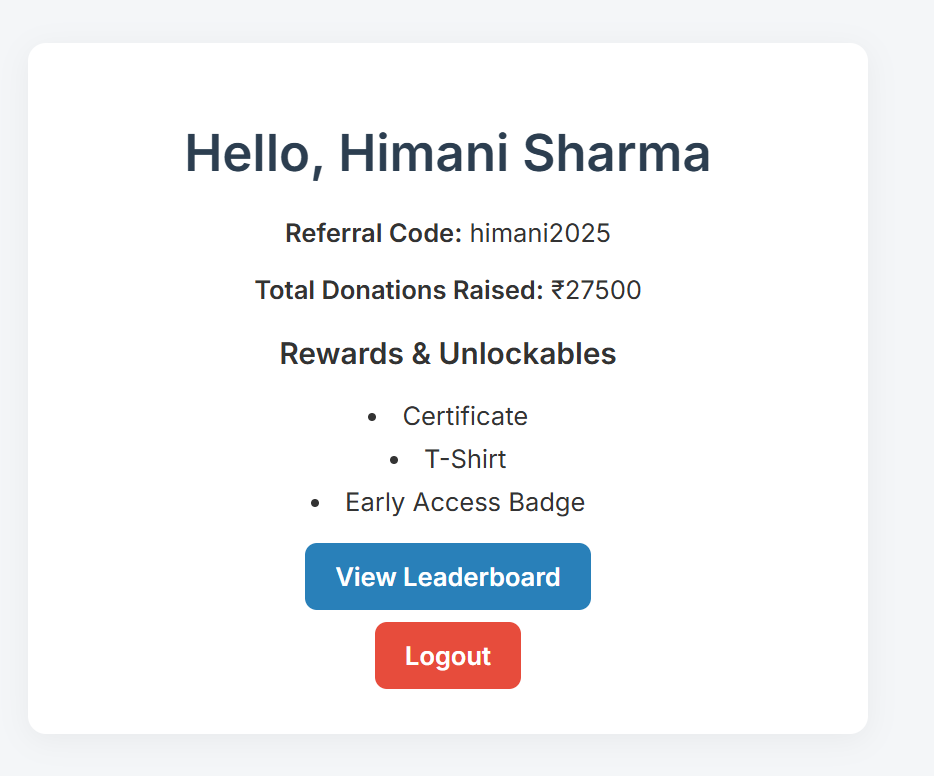 Hello, Himani Sharma
Referral Code: himani2025
Total Donations Raised: ₹27500
Rewards & Unlockables
• Certificate
• T-Shirt
• Early Access Badge
View Leaderboard
Logout